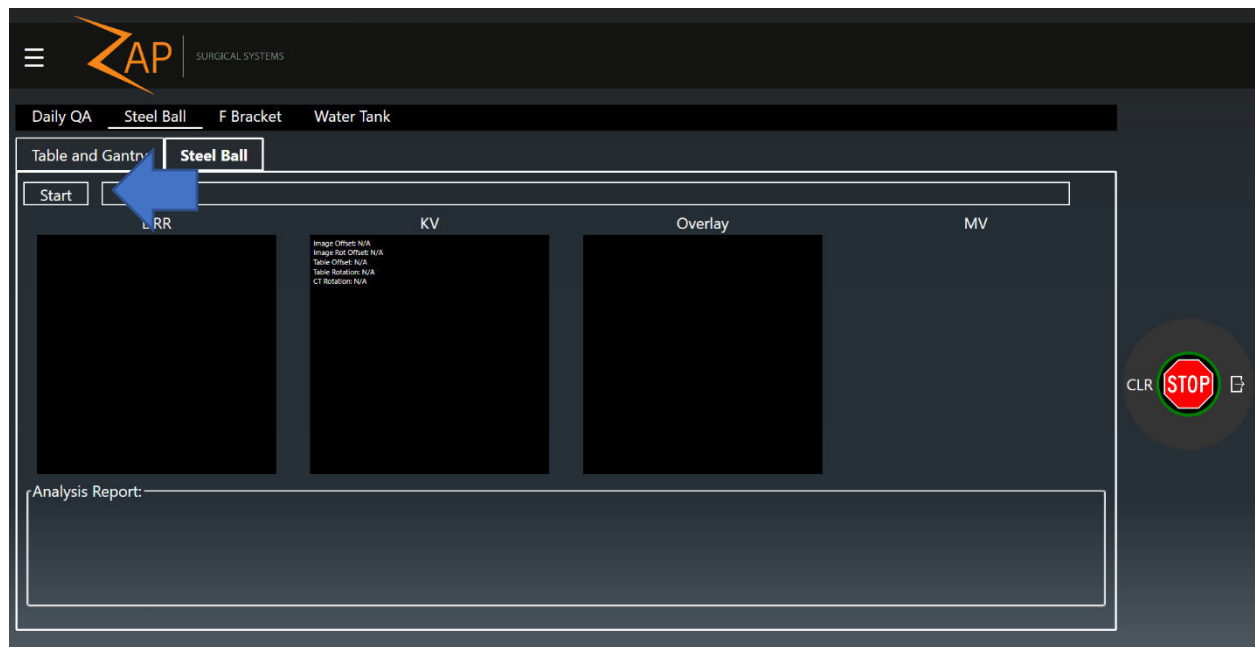 ZAP SURGICAL SYSTEMS
Daily QA Steel Ball F Bracket Water Tank
Table and Gantry Steel Ball
Start
KV Overlay MV
Image Offset: N/A
Image Rot Offset: N/A
Table Offset: N/A
Table Rotation: N/A
CT Rotation: N/A
CLR STOP
Analysis Report: